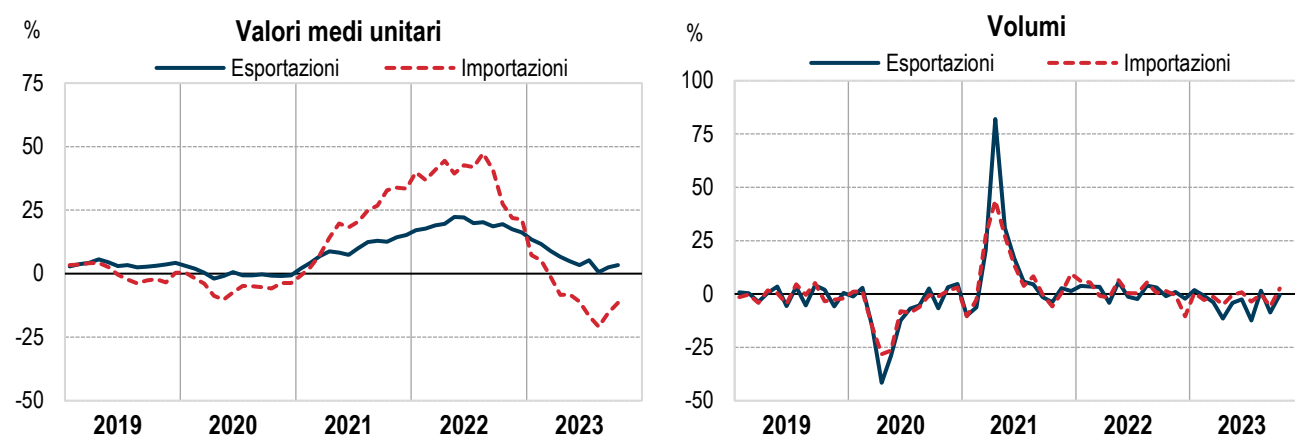 % Valori medi unitari
Esportazioni Importazioni
75
50
25
0
-25
-50
2019 2020 2021 2022 2023
% Volumi
Esportazioni Importazioni
100
75
50
25
0
-25
-50
2019 2020 2021 2022 2023